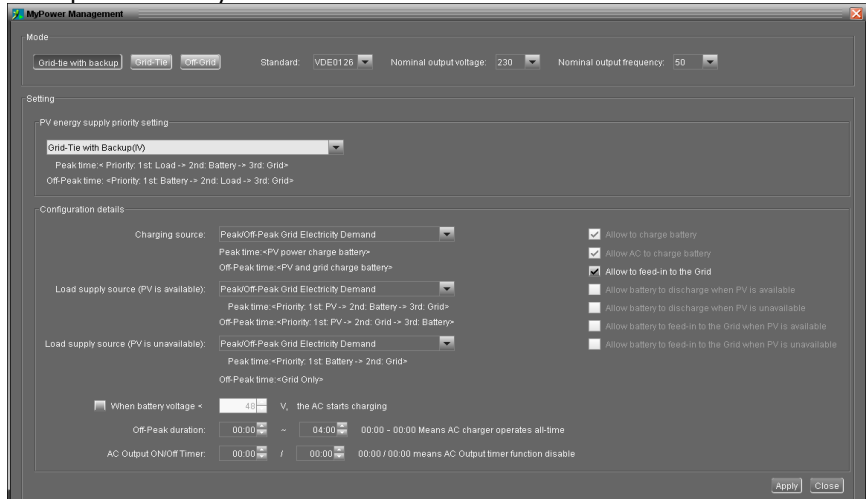 MyPower Management
Mode
Grid-tie with backup Grid-Tie Off-Grid Standard: VDE0126 Nominal output voltage: 230 Nominal output frequency: 50
Setting
PV energy supply priority setting
Grid-Tie with Backup(IV)
Peak time:< Priority: 1st: Load -> 2nd: Battery -> 3rd: Grid>
Off-Peak time: <Priority: 1st: Battery -> 2nd: Load -> 3rd: Grid>
Configuration details
Charging source: Peak/Off-Peak Grid Electricity Demand Allow to charge battery
Peak time:<PV power charge battery> Allow AC to charge battery
Off-Peak time:<PV and grid charge battery> Allow to feed-in to the Grid
Load supply source (PV is available): Peak/Off-Peak Grid Electricity Demand Allow battery to discharge when PV is available
Peak time:<Priority: 1st: PV-> 2nd: Battery -> 3rd: Grid> Allow battery to discharge when PV is unavailable
Off-Peak time:<Priority: 1st: PV -> 2nd: Grid -> 3rd: Battery> Allow battery to feed-in to the Grid when PV is available
Load supply source (PV is unavailable): Peak/Off-Peak Grid Electricity Demand Allow battery to feed-in to the Grid when PV is unavailable
Peak time:<Priority: 1st: Battery -> 2nd: Grid>
Off-Peak time:<Grid Only>
When battery voltage < 48 V, the AC starts charging
Off-Peak duration: 00:00 ~ 04:00 00:00 - 00:00 Means AC charger operates all-time
AC Output ON/Off Timer: 00:00 / 00:00 00:00 / 00:00 means AC Output timer function disable
Apply Close